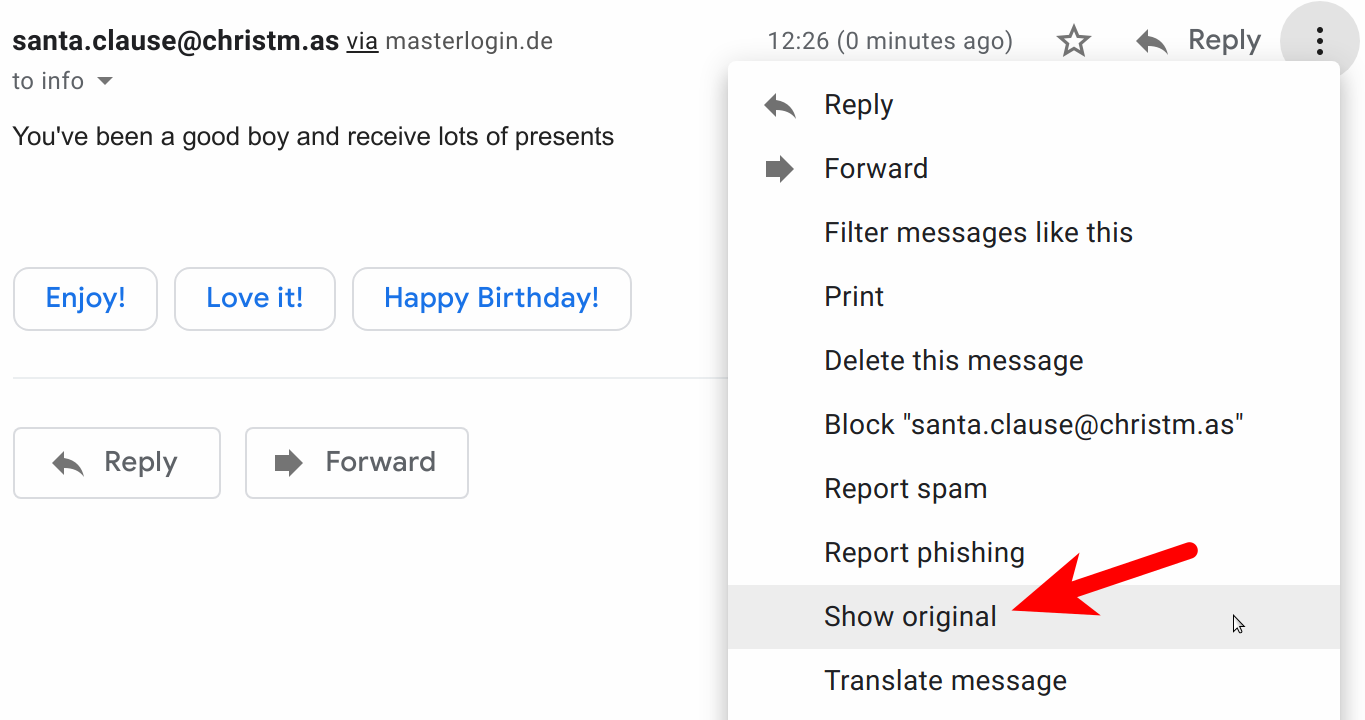 santa.clause@christm.as via masterlogin.de
12:26 (0 minutes ago)
Reply
to info
You've been a good boy and receive lots of presents
Enjoy!
Love it!
Happy Birthday!
Reply
Forward
Reply
Forward
Filter messages like this
Print
Delete this message
Block "santa.clause@christm.as"
Report spam
Report phishing
Show original
Translate message